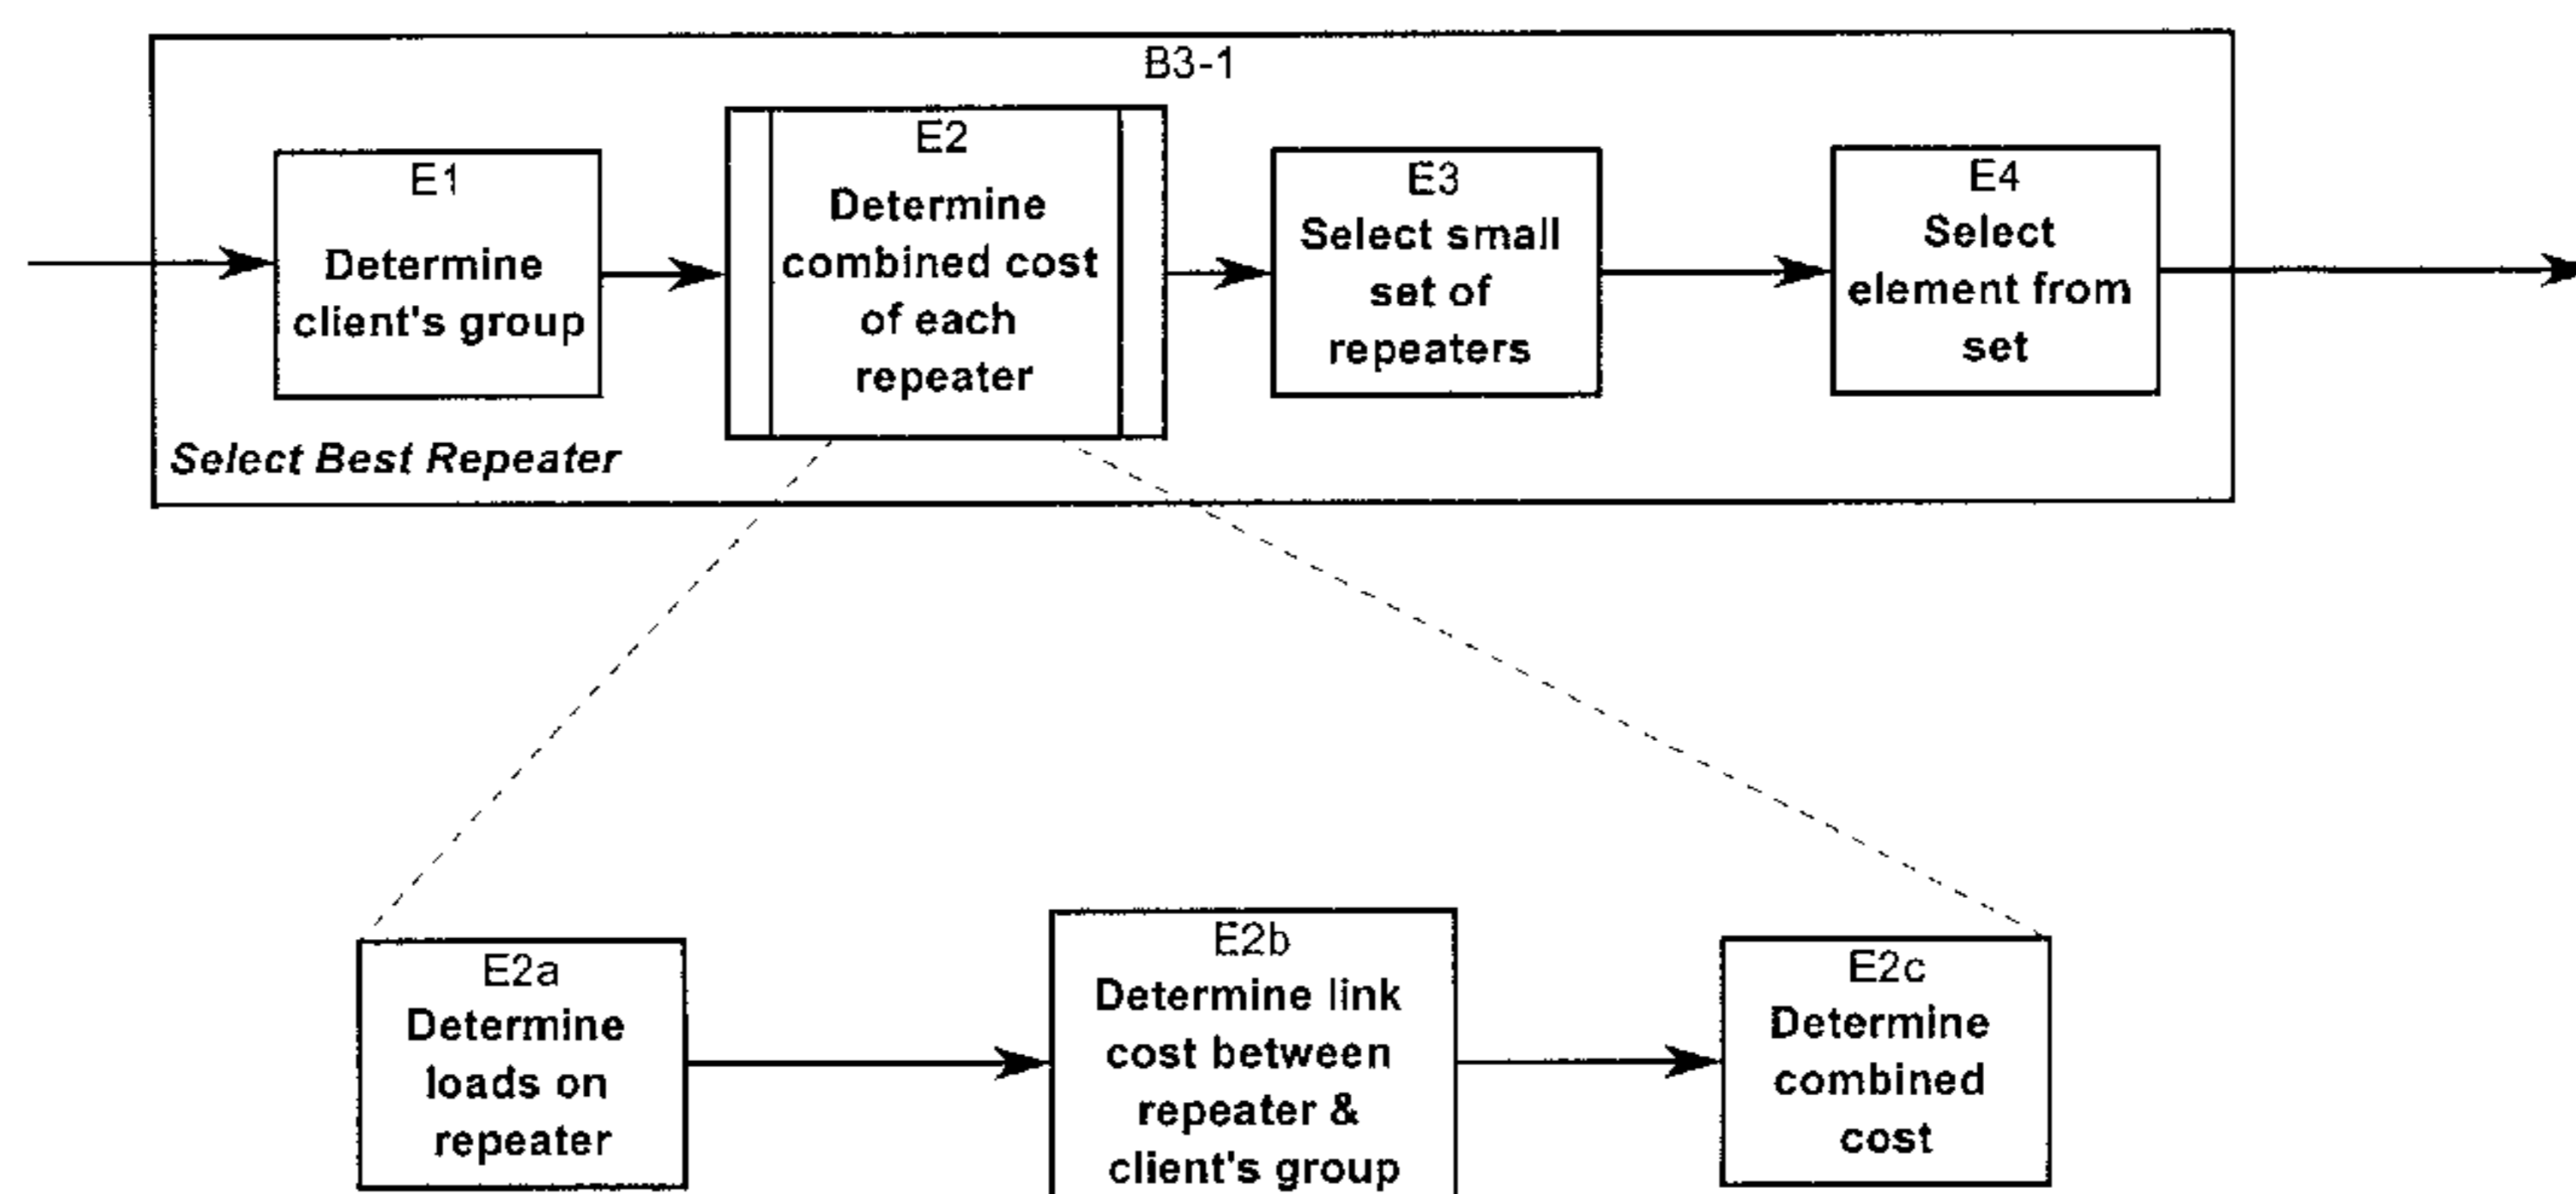 B3-1
E1
Determine
client's group
E2
Determine
combined cost
of each
repeater
E3
Select small
set of
repeaters
E4
Select
element from
set
Select Best Repeater
E2a
Determine
loads on
repeater
E2b
Determine link
cost between
repeater &
client's group
E2c
Determine
combined
cost